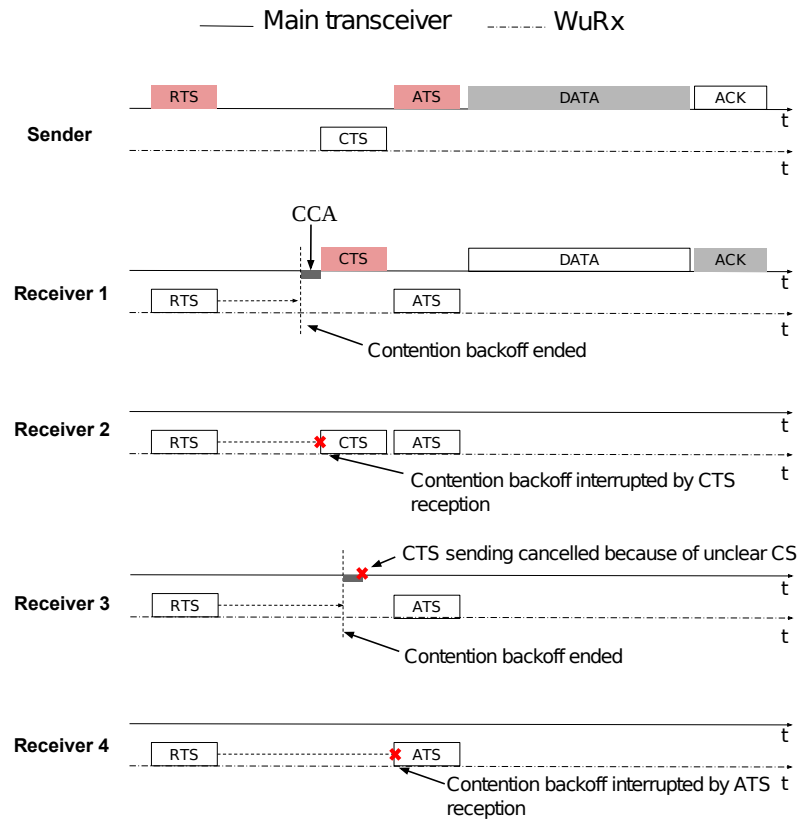 Main transceiver
WuRx
RTS
ATS
DATA
ACK
t
Sender
CTS
t
CCA
CTS
DATA
ACK
t
Receiver 1
RTS
ATS
t
Contention backoff ended
t
Receiver 2
RTS
CTS
ATS
t
Contention backoff interrupted by CTS
reception
CTS sending cancelled because of unclear CS
t
Receiver 3
RTS
ATS
t
Contention backoff ended
t
Receiver 4
RTS
ATS
t
Contention backoff interrupted by ATS
reception